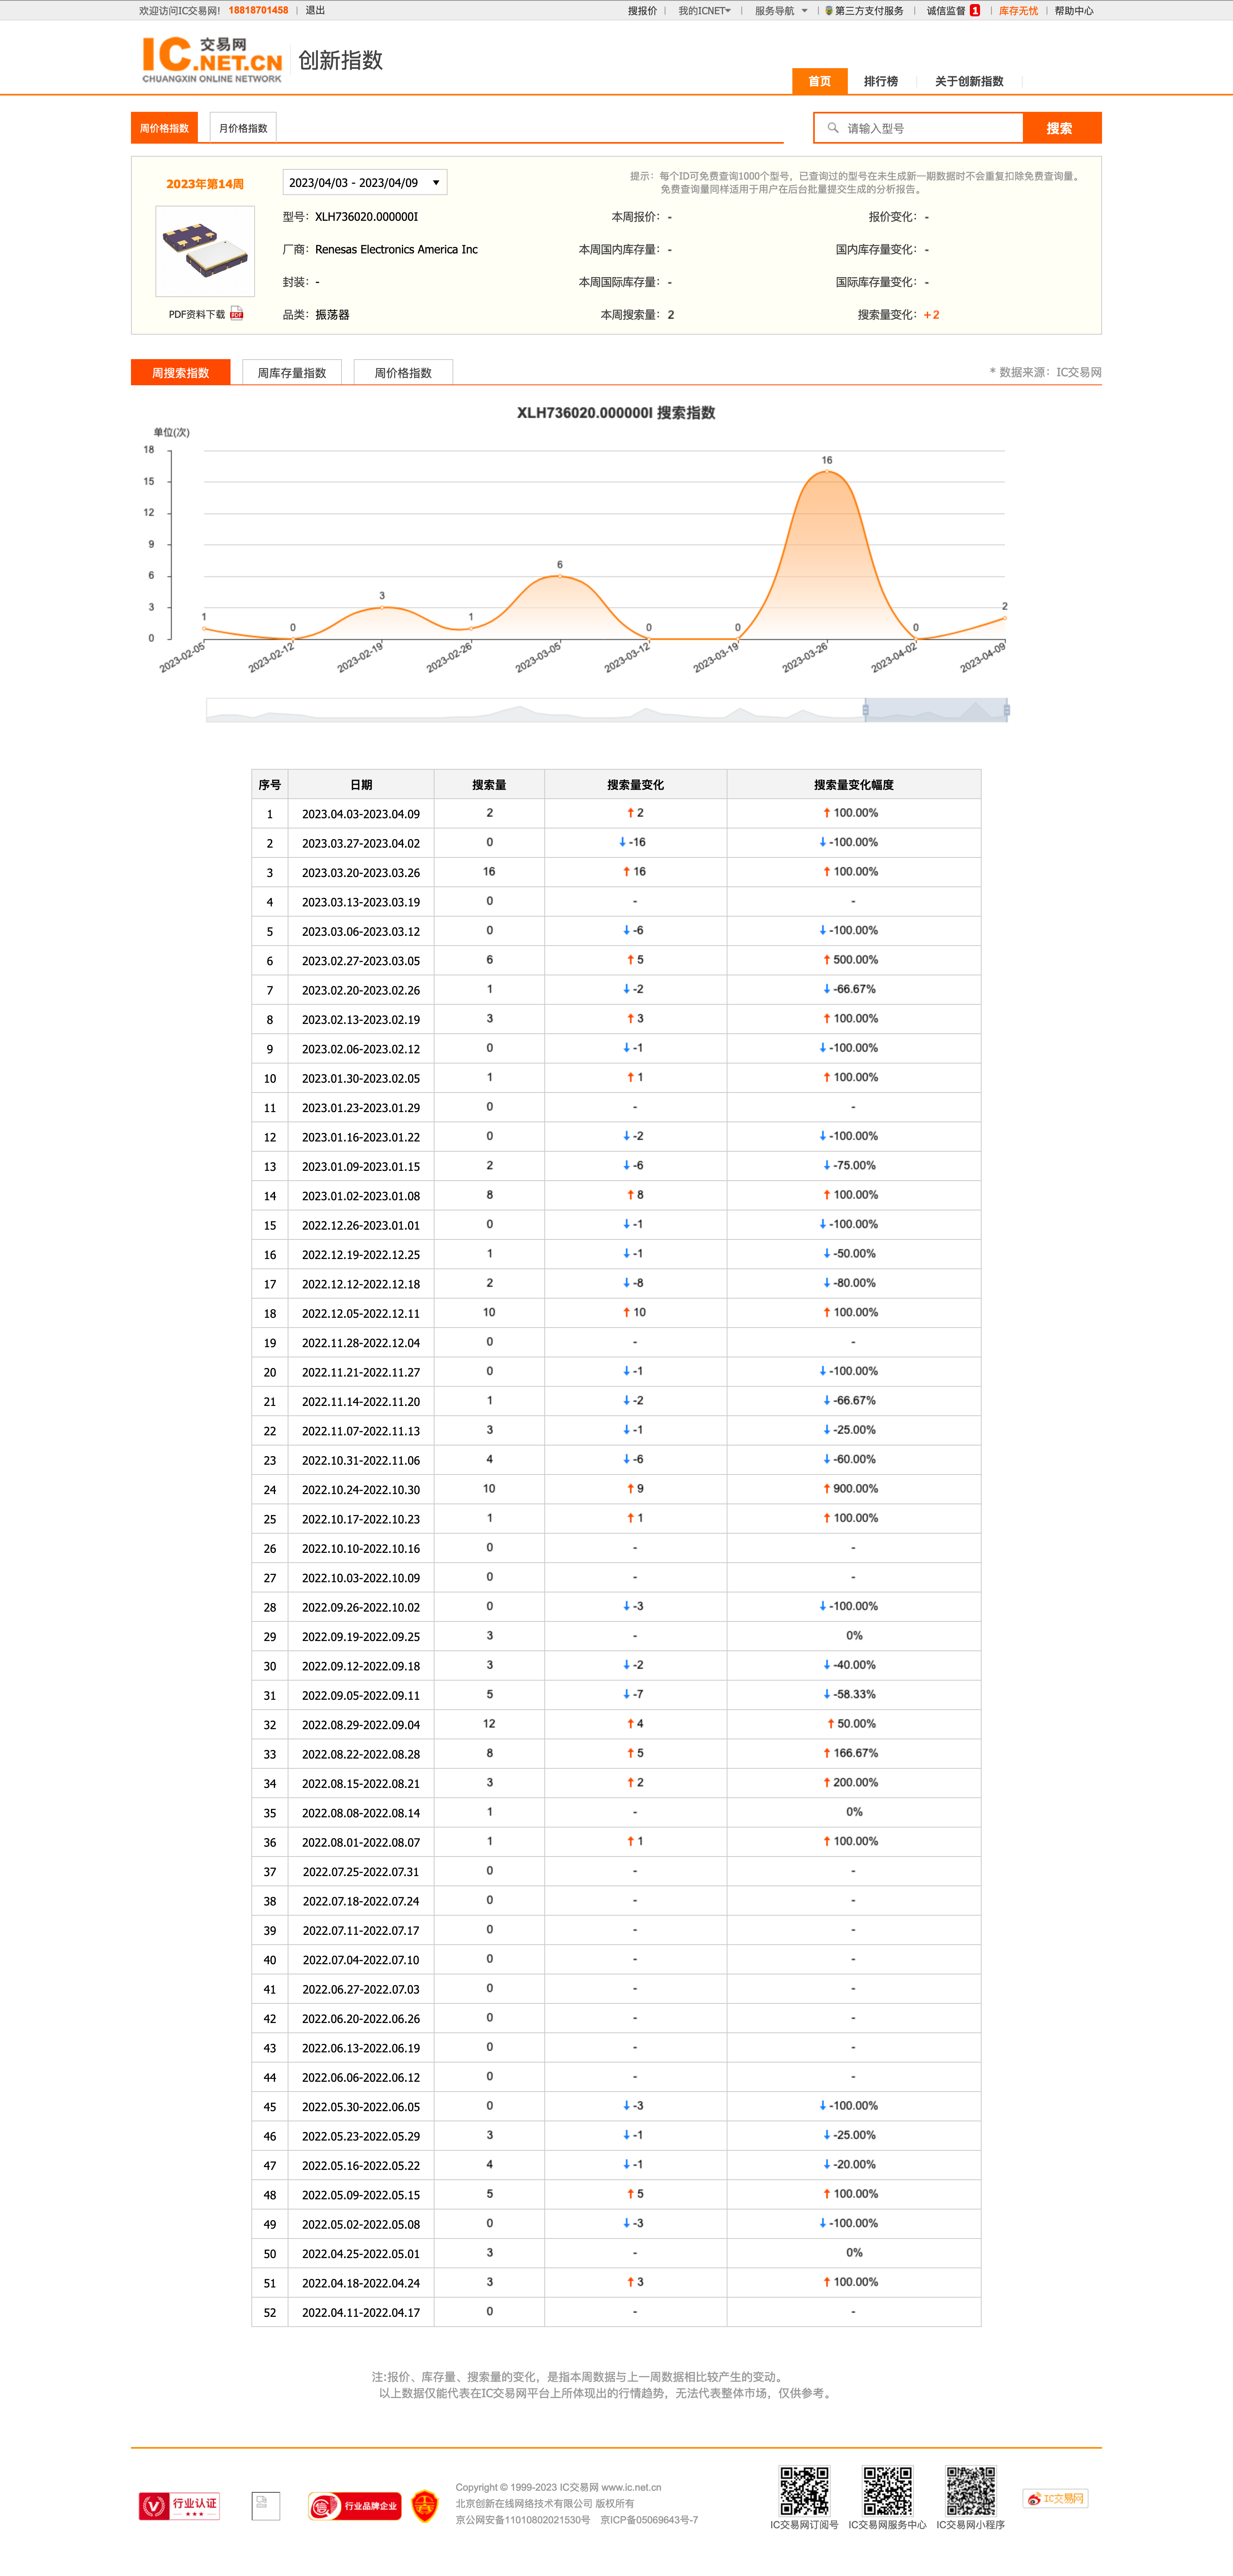 欢迎访问IC交易网! 18818701458 | 退出 搜报价 | 我的ICNET | 服务导航 | 第三方支付服务 | 诚信监督 1 | 库存无忧 | 帮助中心
IC 交易网 .NET.CN CHUANGXIN ONLINE NETWORK 创新指数
首页 排行榜 关于创新指数
周价格指数 月价格指数 请输入型号 搜索
2023年第14周 2023/04/03 - 2023/04/09 ▼ 提示：每个ID可免费查询1000个型号，已查询过的型号在未生成新一期数据时不会重复扣除免费查询量。
免费查询量同样适用于用户在后台批量提交生成的分析报告。
型号：XLH736020.000000I 本周报价：- 报价变化：-
厂商：Renesas Electronics America Inc 本周国内库存量：- 国内库存量变化：-
封装：- 本周国际库存量：- 国际库存量变化：-
PDF资料下载 PDF 品类：振荡器 本周搜索量：2 搜索量变化：+2
周搜索指数 周库存量指数 周价格指数 * 数据来源：IC交易网
XLH736020.000000I 搜索指数
单位(次)
18
15
12
9
6
3
0
1 0 3 1 6 0 0 16 0 2
2023-02-05 2023-02-12 2023-02-19 2023-02-26 2023-03-05 2023-03-12 2023-03-19 2023-03-26 2023-04-02 2023-04-09
序号 日期 搜索量 搜索量变化 搜索量变化幅度
1 2023.04.03-2023.04.09 2 ↑ 2 ↑ 100.00%
2 2023.03.27-2023.04.02 0 ↓ -16 ↓ -100.00%
3 2023.03.20-2023.03.26 16 ↑ 16 ↑ 100.00%
4 2023.03.13-2023.03.19 0 - -
5 2023.03.06-2023.03.12 0 ↓ -6 ↓ -100.00%
6 2023.02.27-2023.03.05 6 ↑ 5 ↑ 500.00%
7 2023.02.20-2023.02.26 1 ↓ -2 ↓ -66.67%
8 2023.02.13-2023.02.19 3 ↑ 3 ↑ 100.00%
9 2023.02.06-2023.02.12 0 ↓ -1 ↓ -100.00%
10 2023.01.30-2023.02.05 1 ↑ 1 ↑ 100.00%
11 2023.01.23-2023.01.29 0 - -
12 2023.01.16-2023.01.22 0 ↓ -2 ↓ -100.00%
13 2023.01.09-2023.01.15 2 ↓ -6 ↓ -75.00%
14 2023.01.02-2023.01.08 8 ↑ 8 ↑ 100.00%
15 2022.12.26-2023.01.01 0 ↓ -1 ↓ -100.00%
16 2022.12.19-2022.12.25 1 ↓ -1 ↓ -50.00%
17 2022.12.12-2022.12.18 2 ↓ -8 ↓ -80.00%
18 2022.12.05-2022.12.11 10 ↑ 10 ↑ 100.00%
19 2022.11.28-2022.12.04 0 - -
20 2022.11.21-2022.11.27 0 ↓ -1 ↓ -100.00%
21 2022.11.14-2022.11.20 1 ↓ -2 ↓ -66.67%
22 2022.11.07-2022.11.13 3 ↓ -1 ↓ -25.00%
23 2022.10.31-2022.11.06 4 ↓ -6 ↓ -60.00%
24 2022.10.24-2022.10.30 10 ↑ 9 ↑ 900.00%
25 2022.10.17-2022.10.23 1 ↑ 1 ↑ 100.00%
26 2022.10.10-2022.10.16 0 - -
27 2022.10.03-2022.10.09 0 - -
28 2022.09.26-2022.10.02 0 ↓ -3 ↓ -100.00%
29 2022.09.19-2022.09.25 3 - 0%
30 2022.09.12-2022.09.18 3 ↓ -2 ↓ -40.00%
31 2022.09.05-2022.09.11 5 ↓ -7 ↓ -58.33%
32 2022.08.29-2022.09.04 12 ↑ 4 ↑ 50.00%
33 2022.08.22-2022.08.28 8 ↑ 5 ↑ 166.67%
34 2022.08.15-2022.08.21 3 ↑ 2 ↑ 200.00%
35 2022.08.08-2022.08.14 1 - 0%
36 2022.08.01-2022.08.07 1 ↑ 1 ↑ 100.00%
37 2022.07.25-2022.07.31 0 - -
38 2022.07.18-2022.07.24 0 - -
39 2022.07.11-2022.07.17 0 - -
40 2022.07.04-2022.07.10 0 - -
41 2022.06.27-2022.07.03 0 - -
42 2022.06.20-2022.06.26 0 - -
43 2022.06.13-2022.06.19 0 - -
44 2022.06.06-2022.06.12 0 - -
45 2022.05.30-2022.06.05 0 ↓ -3 ↓ -100.00%
46 2022.05.23-2022.05.29 3 ↓ -1 ↓ -25.00%
47 2022.05.16-2022.05.22 4 ↓ -1 ↓ -20.00%
48 2022.05.09-2022.05.15 5 ↑ 5 ↑ 100.00%
49 2022.05.02-2022.05.08 0 ↓ -3 ↓ -100.00%
50 2022.04.25-2022.05.01 3 - 0%
51 2022.04.18-2022.04.24 3 ↑ 3 ↑ 100.00%
52 2022.04.11-2022.04.17 0 - -
注:报价、库存量、搜索量的变化，是指本周数据与上一周数据相比较产生的变动。
以上数据仅能代表在IC交易网平台上所体现出的行情趋势，无法代表整体市场，仅供参考。
行业认证 行业品牌企业
Copyright © 1999-2023 IC交易网 www.ic.net.cn
北京创新在线网络技术有限公司 版权所有
京公网安备11010802021530号 京ICP备05069643号-7
IC交易网订阅号 IC交易网服务中心 IC交易网小程序
IC交易网